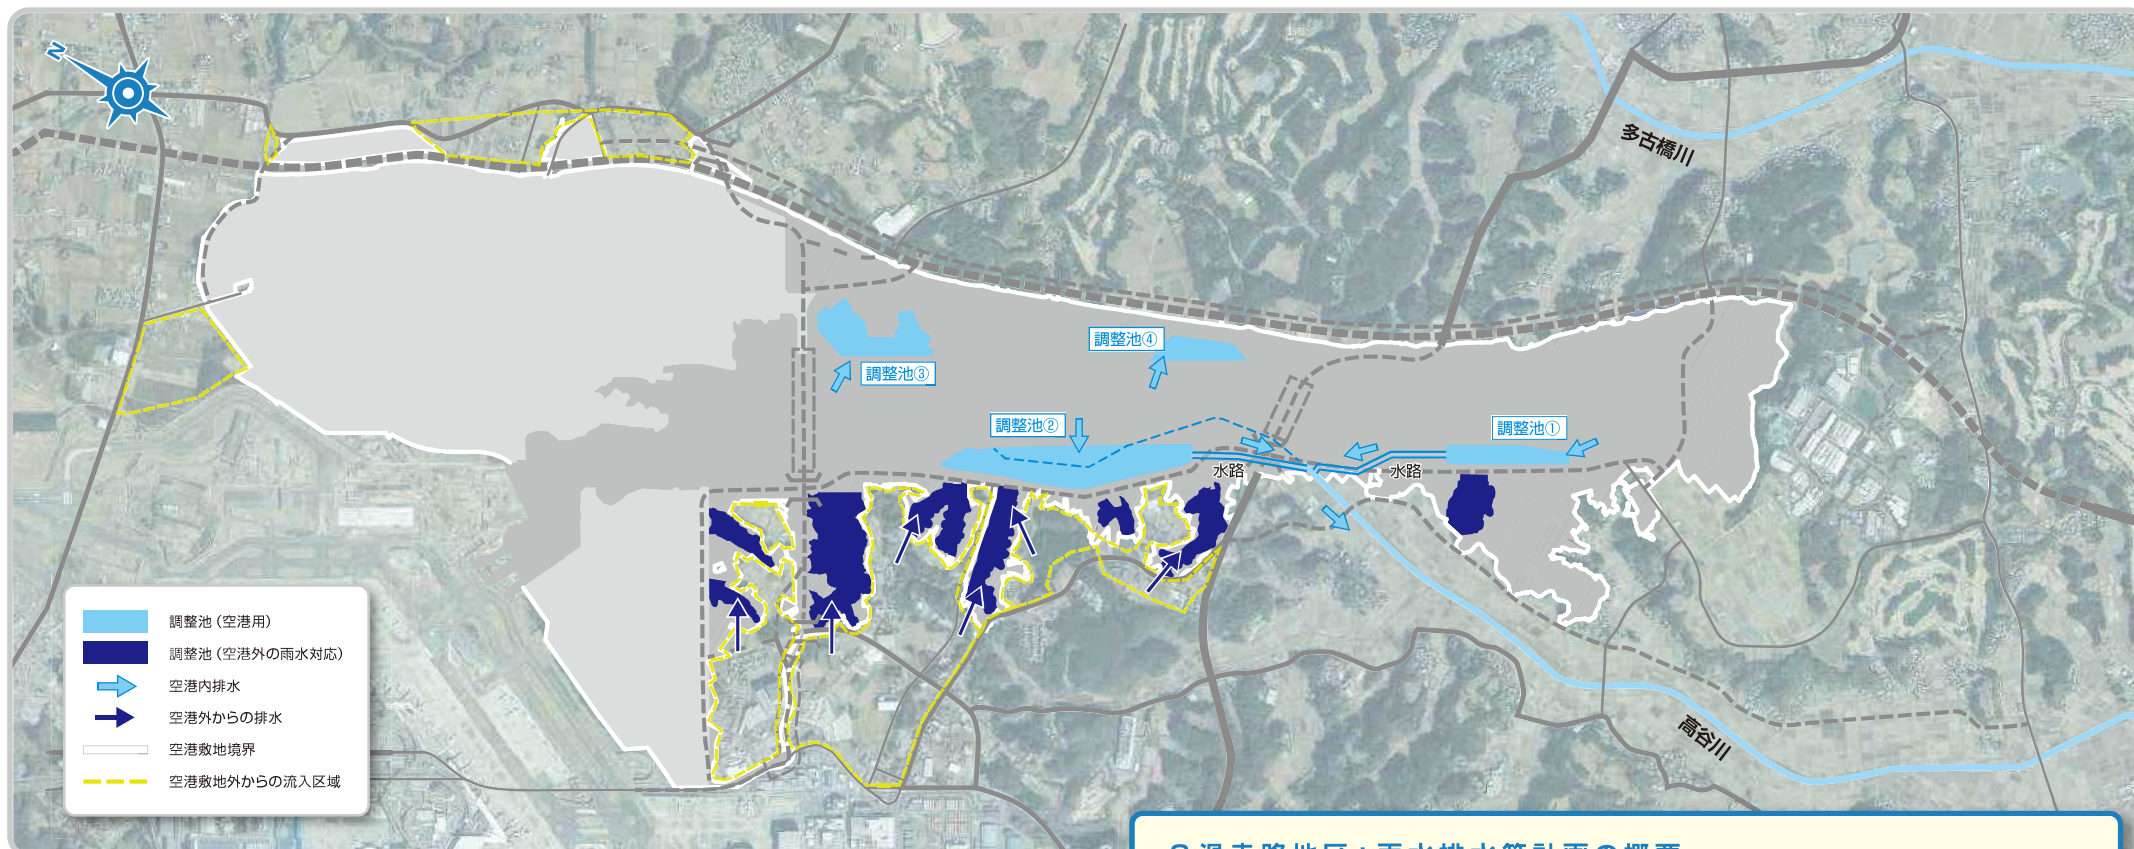 N
多古橋川
調整池④
調整池③
調整池②
調整池①
水路
水路
高谷川
調整池（空港用）
調整池（空港外の雨水対応）
空港内排水
空港外からの排水
空港敷地境界
空港敷地外からの流入区域